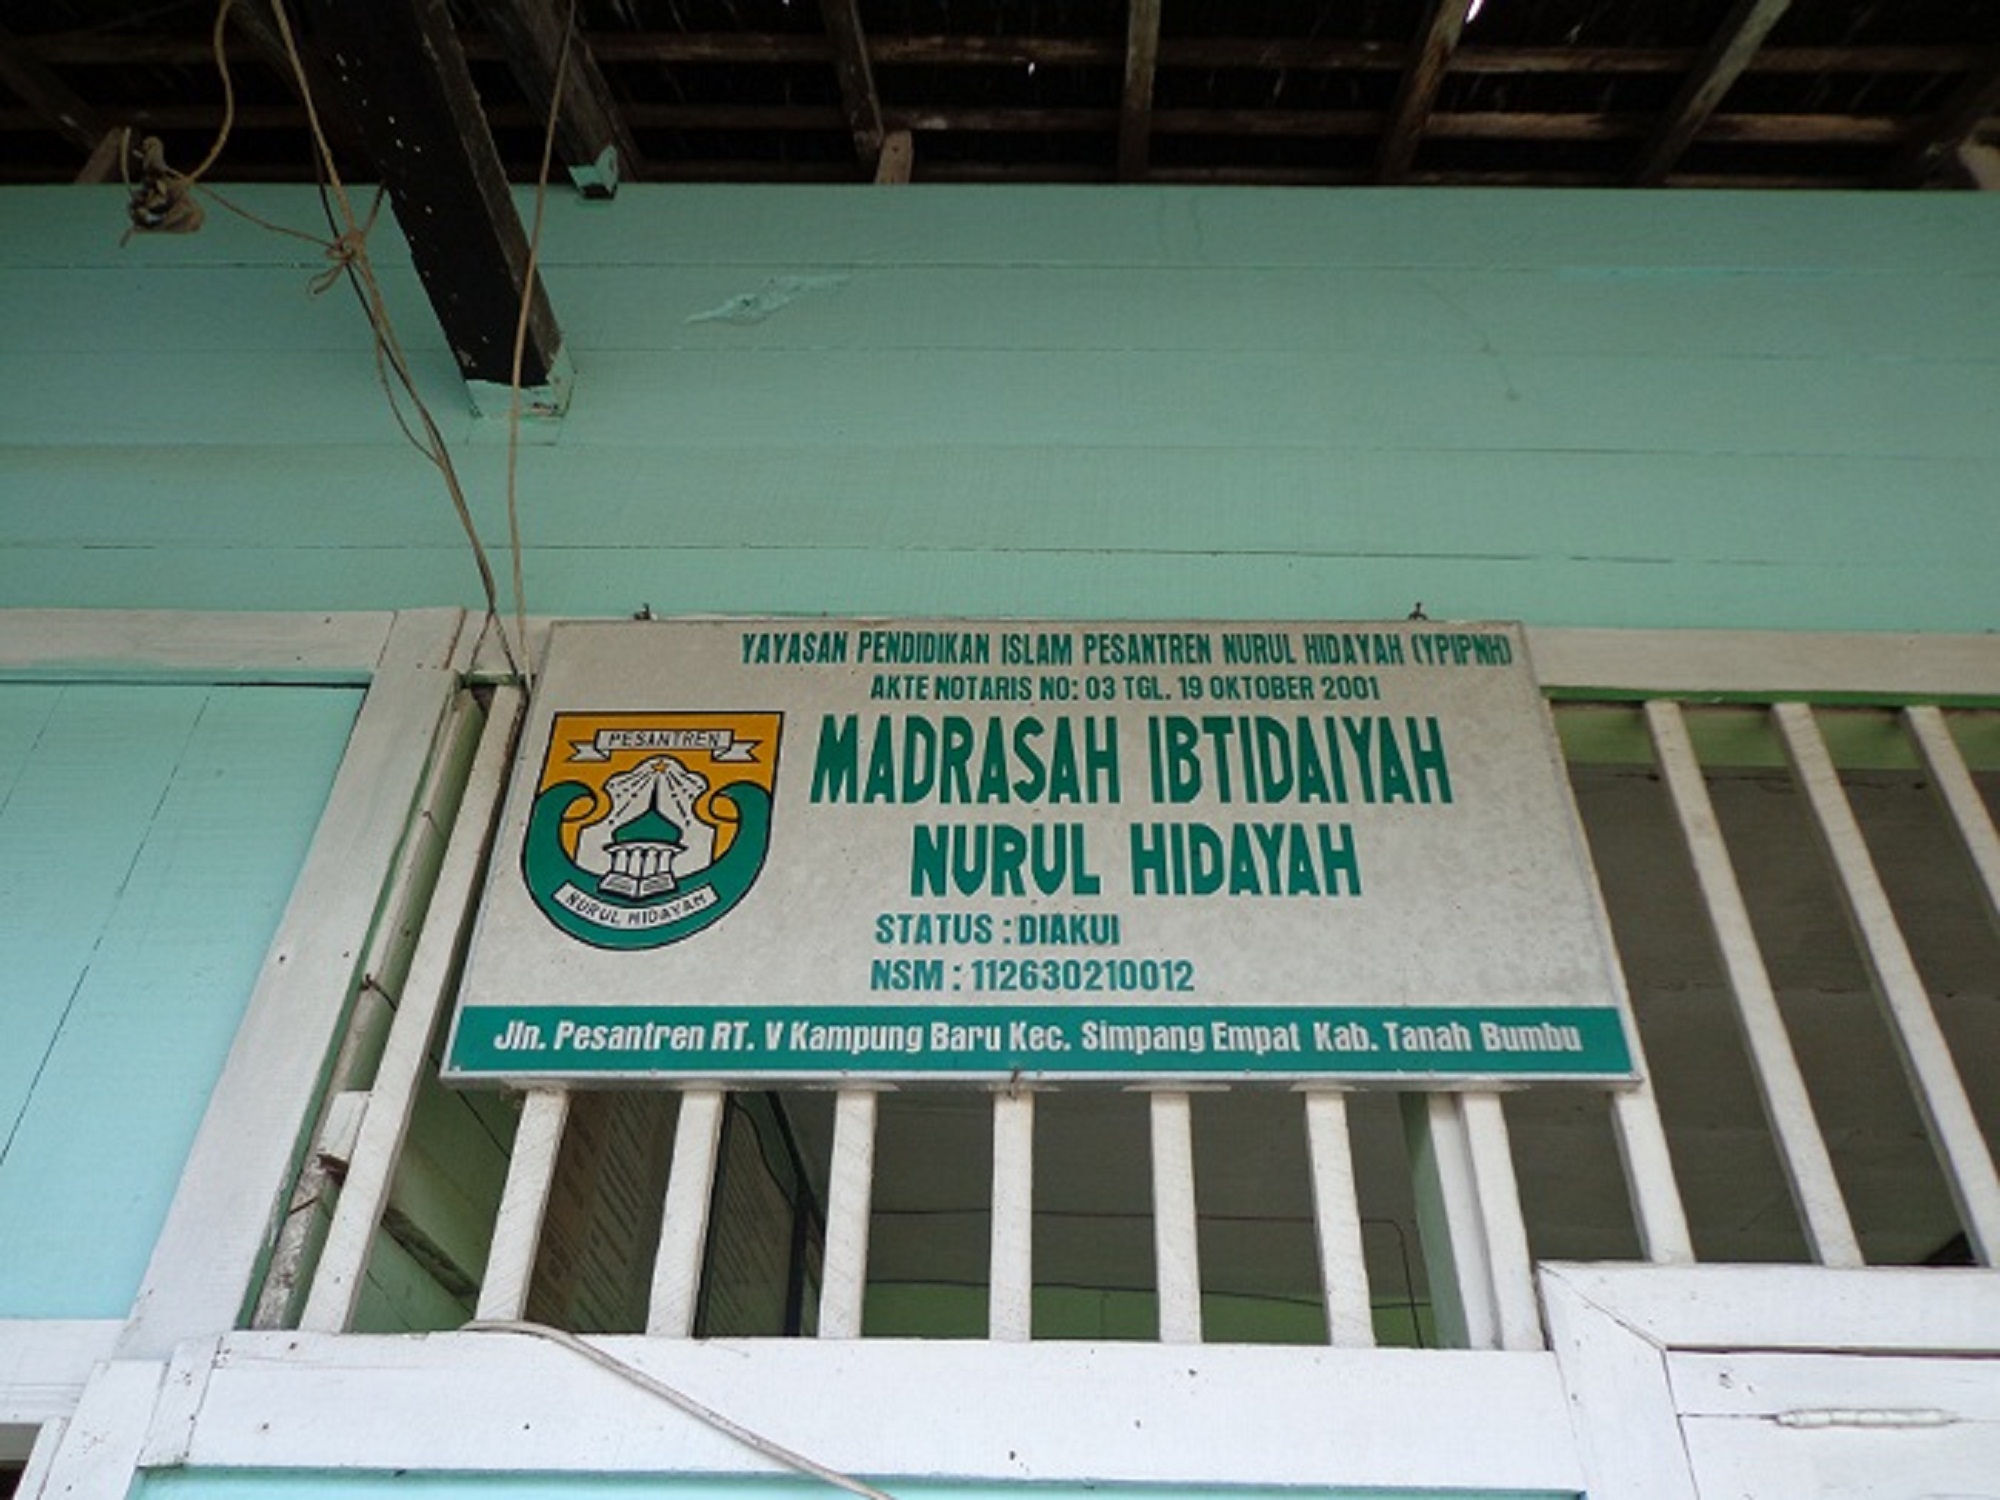 YAYASAN PENDIDIKAN ISLAM PESANTREN NURUL HIDAYAH (YPIPNH)
AKTE NOTARIS NO: 03 TGL. 19 OKTOBER 2001
PESANTREN
MADRASAH IBTIDAIYAH
NURUL HIDAYAH
NURUL HIDAYAH
STATUS : DIAKUI
NSM : 112630210012
Jln. Pesantren RT. V Kampung Baru Kec. Simpang Empat Kab. Tanah Bumbu